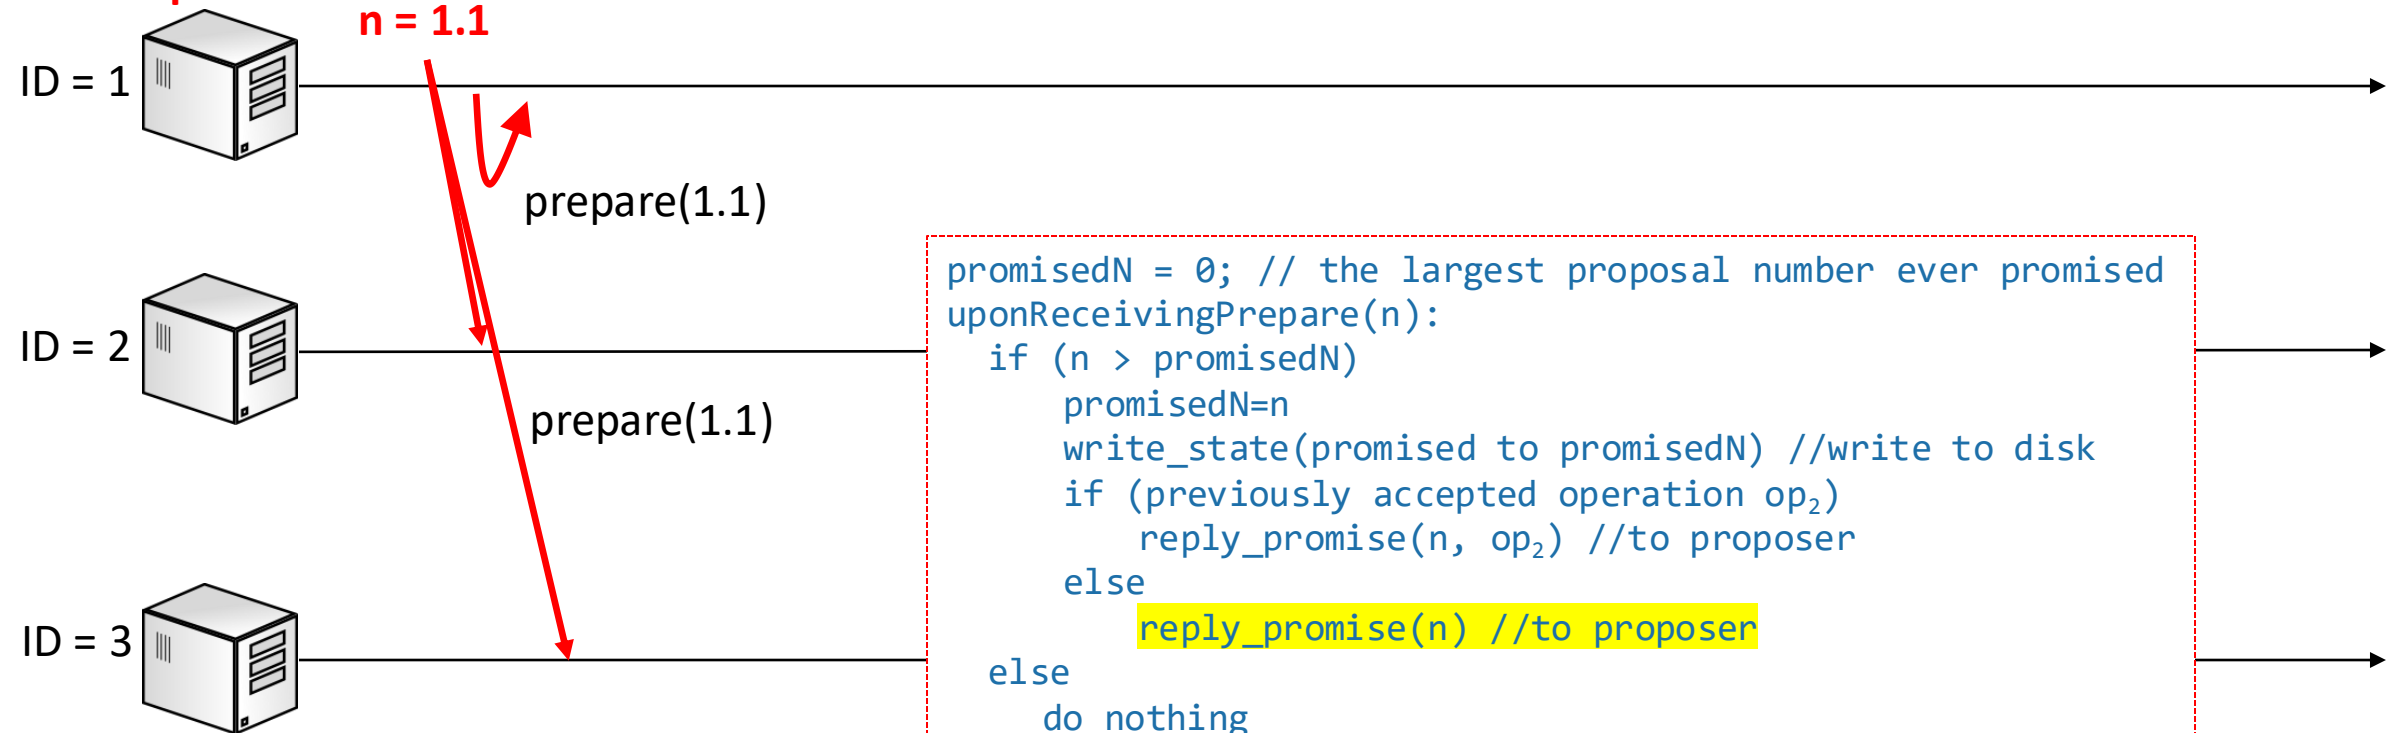 n = 1.1
ID = 1
prepare(1.1)
promisedN = 0; // the largest proposal number ever promised
uponReceivingPrepare(n):
ID = 2
if (n > promisedN)
promisedN=n
prepare(1.1)
write_state(promised to promisedN) //write to disk
if (previously accepted operation op₂)
reply_promise(n, op₂) //to proposer
else
ID = 3
reply_promise(n) //to proposer
else
do nothing